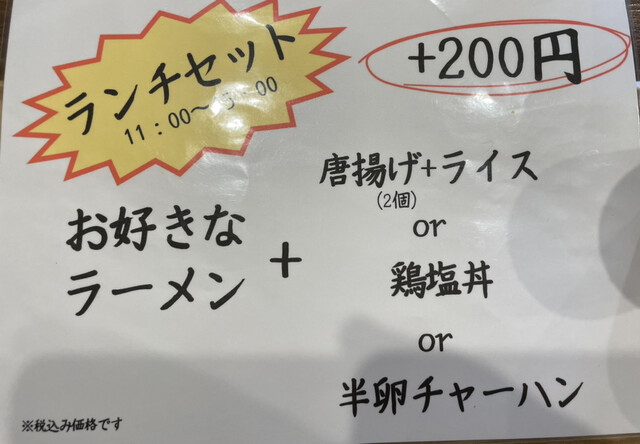 ランチセット
11:00~
+200円
お好きな
ラーメン
+
唐揚げ+ライス
(2個)
or
鶏塩丼
or
半卵チャーハン
※税込み価格です